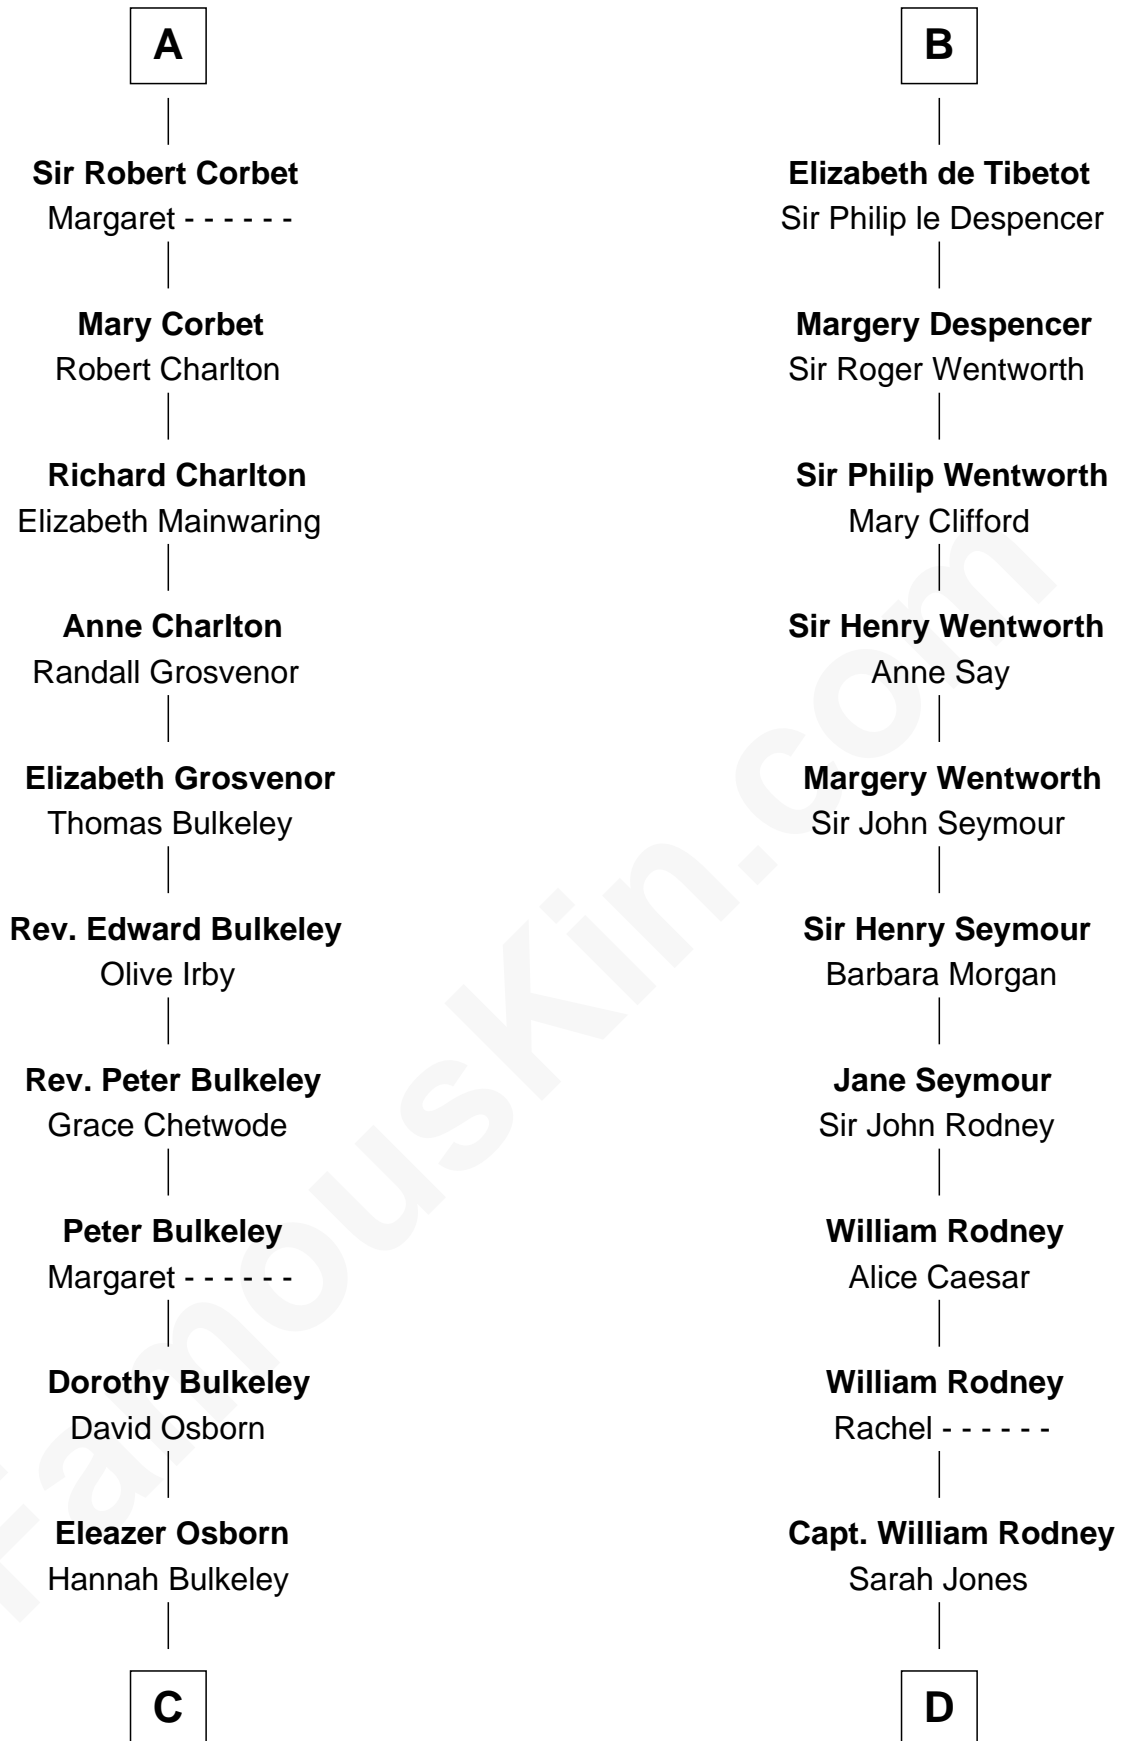 A
Sir Robert Corbet
Margaret - - - - - -
Mary Corbet
Robert Charlton
Richard Charlton
Elizabeth Mainwaring
Anne Charlton
Randall Grosvenor
Elizabeth Grosvenor
Thomas Bulkeley
Rev. Edward Bulkeley
Olive Irby
Rev. Peter Bulkeley
Grace Chetwode
Peter Bulkeley
Margaret - - - - - -
Dorothy Bulkeley
David Osborn
Eleazer Osborn
Hannah Bulkeley
C
B
Elizabeth de Tibetot
Sir Philip le Despencer
Margery Despencer
Sir Roger Wentworth
Sir Philip Wentworth
Mary Clifford
Sir Henry Wentworth
Anne Say
Margery Wentworth
Sir John Seymour
Sir Henry Seymour
Barbara Morgan
Jane Seymour
Sir John Rodney
William Rodney
Alice Caesar
William Rodney
Rachel - - - - - -
Capt. William Rodney
Sarah Jones
D
FamousKin.com